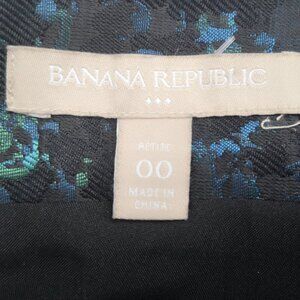 BANANA REPUBLIC
PETITE
00
MADE IN
CHINA